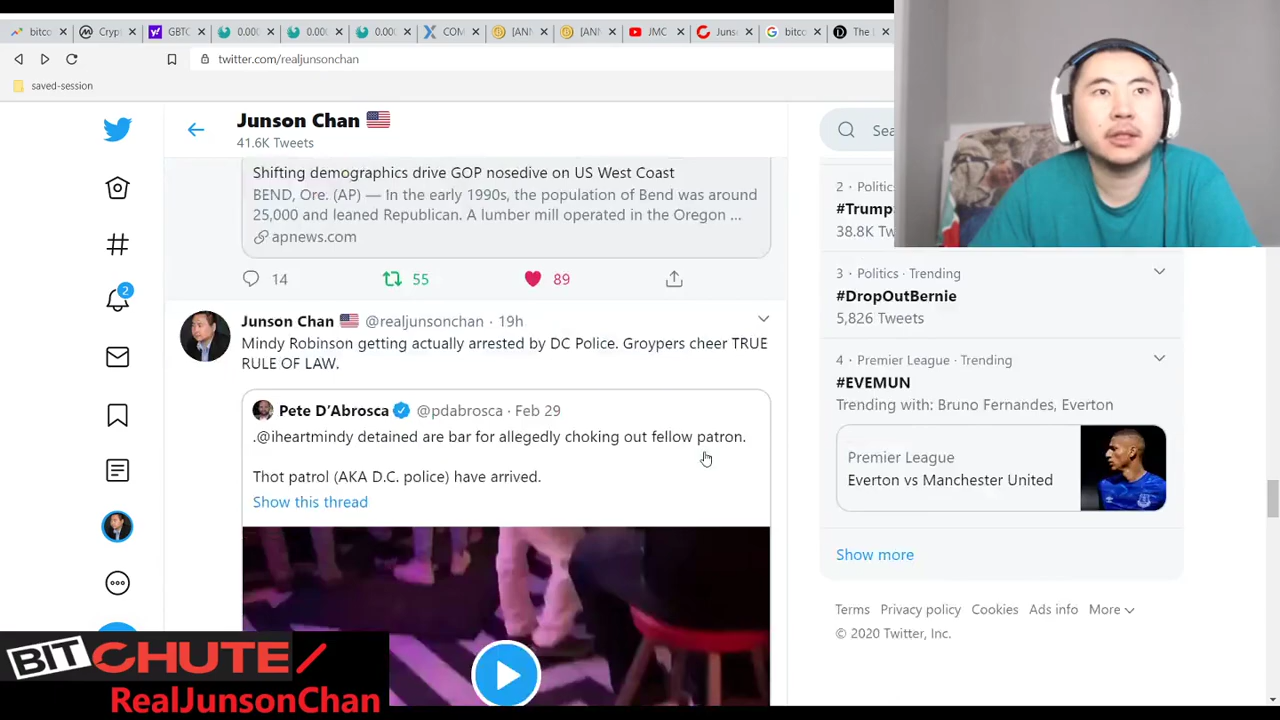 bitco
Cryp
GBTC
0.00
0.00
0.00
COM
[ANN
[ANN
JMC
Juns
bitco
The
twitter.com/realjunsonchan
saved-session
Junson Chan
41.6K Tweets
Shifting demographics drive GOP nosedive on US West Coast
BEND, Ore. (AP) — In the early 1990s, the population of Bend was around
25,000 and leaned Republican. A lumber mill operated in the Oregon ...
apnews.com
14
55
89
Junson Chan @realjunsonchan · 19h
Mindy Robinson getting actually arrested by DC Police. Groypers cheer TRUE
RULE OF LAW.
Pete D'Abrosca @pdabrosca · Feb 29
.@iheartmindy detained are bar for allegedly choking out fellow patron.
Thot patrol (AKA D.C. police) have arrived.
Show this thread
2
Sea
2 · Politics
#Trump
38.8K Tw
3 · Politics · Trending
#DropOutBernie
5,826 Tweets
4 · Premier League · Trending
#EVEMUN
Trending with: Bruno Fernandes, Everton
Premier League
Everton vs Manchester United
Show more
Terms Privacy policy Cookies Ads info More
© 2020 Twitter, Inc.
BITCHUTE/
RealJunsonChan